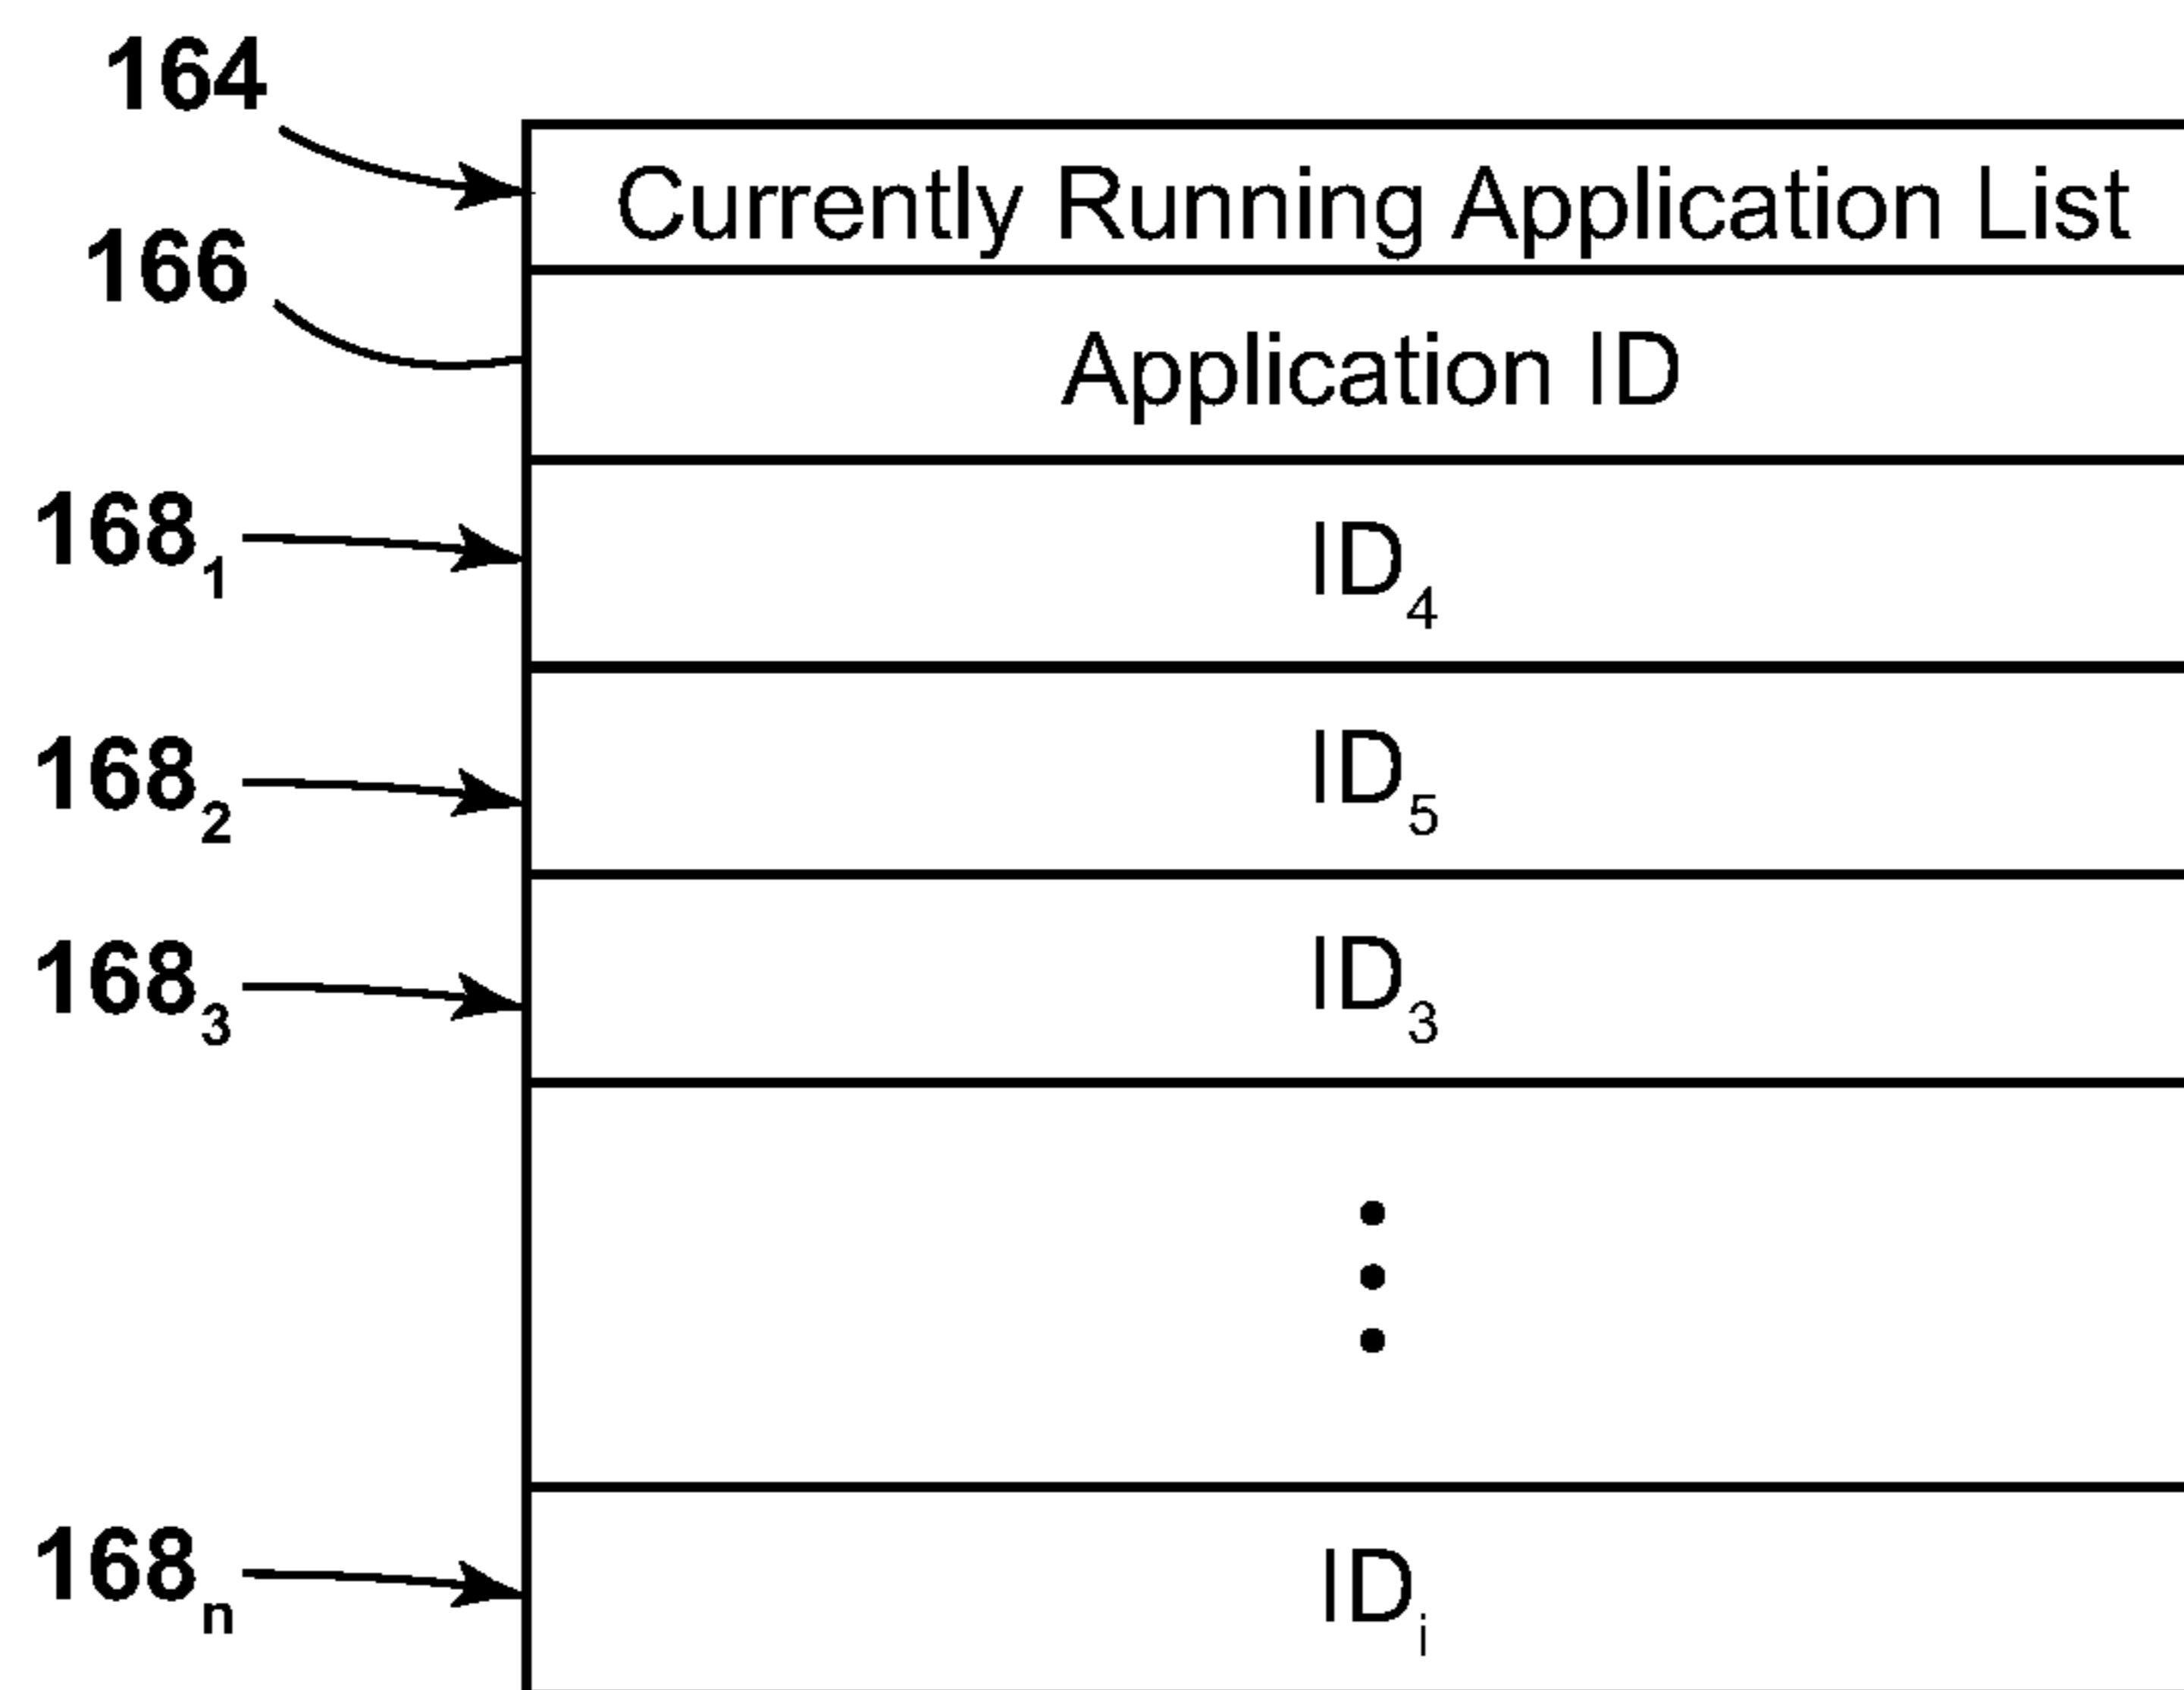 164
Currently Running Application List
166
Application ID
168₁
ID₄
168₂
ID₅
168₃
ID₃
168ₙ
IDᵢ